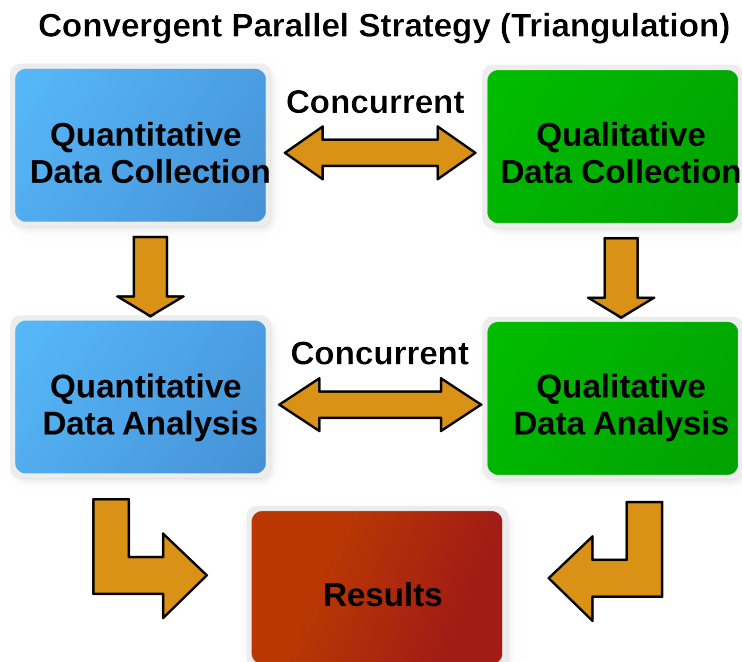 Convergent Parallel Strategy (Triangulation)
Concurrent
Quantitative
Data Collection
Qualitative
Data Collection
Concurrent
Quantitative
Data Analysis
Qualitative
Data Analysis
Results